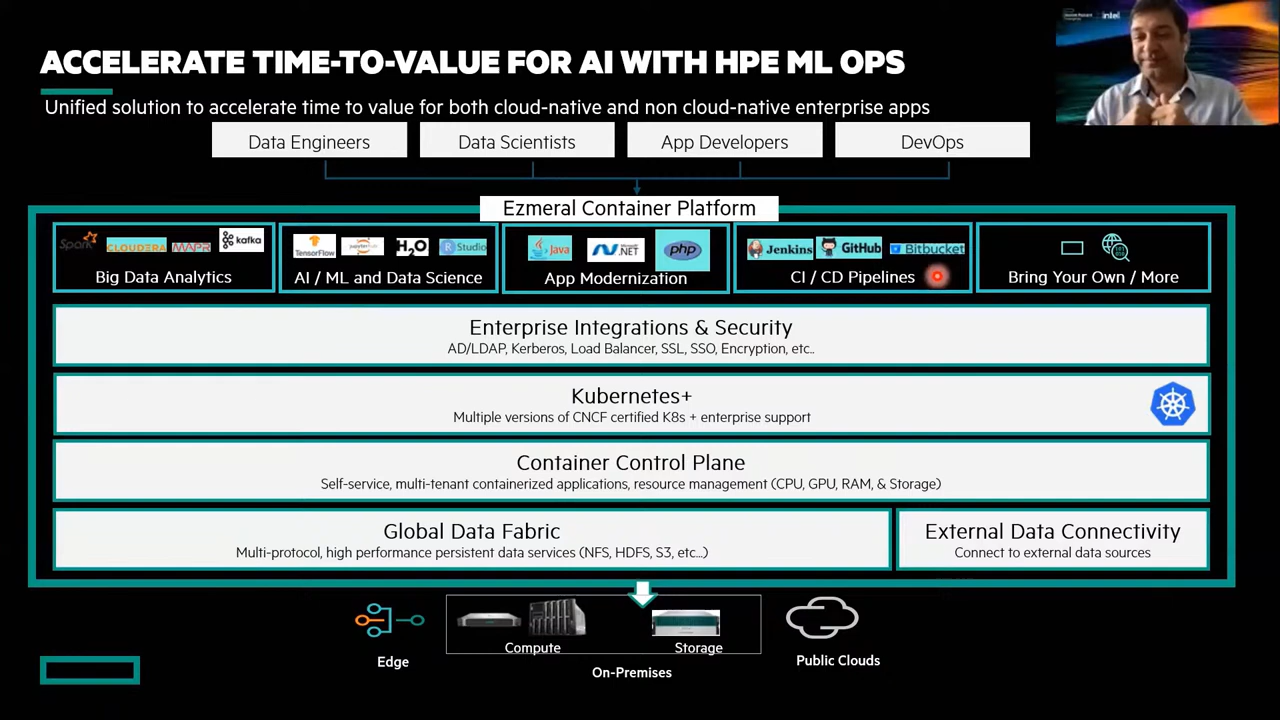 ACCELERATE TIME-TO-VALUE FOR AI WITH HPE ML OPS
Unified solution to accelerate time to value for both cloud-native and non cloud-native enterprise apps
Data Engineers
Data Scientists
App Developers
DevOps
Ezmeral Container Platform
Spark
CLOUDERA
MAPR
kafka
Big Data Analytics
TensorFlow
jupyterhub
H2O
R Studio
AI / ML and Data Science
Java
Microsoft
.NET
php
App Modernization
Jenkins
GitHub
Bitbucket
CI / CD Pipelines
Bring Your Own / More
Enterprise Integrations & Security
AD/LDAP, Kerberos, Load Balancer, SSL, SSO, Encryption, etc..
Kubernetes+
Multiple versions of CNCF certified K8s + enterprise support
Container Control Plane
Self-service, multi-tenant containerized applications, resource management (CPU, GPU, RAM, & Storage)
Global Data Fabric
Multi-protocol, high performance persistent data services (NFS, HDFS, S3, etc...)
External Data Connectivity
Connect to external data sources
Edge
Compute
Storage
On-Premises
Public Clouds
intel